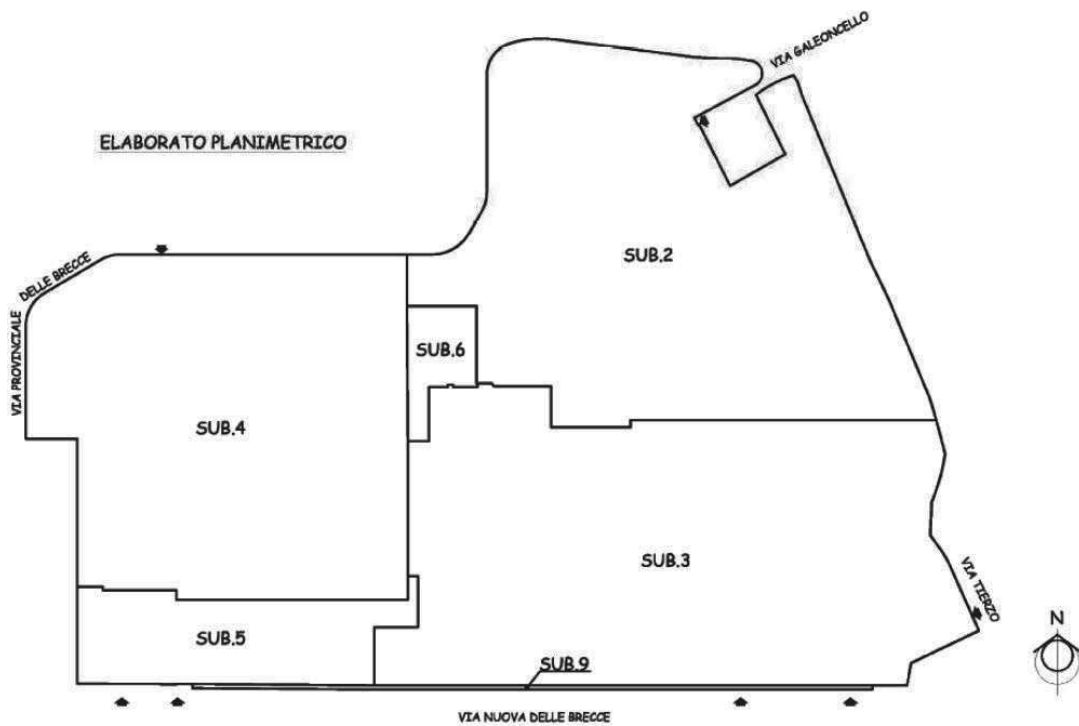 VIA GALEONCELLO
ELABORATO PLANIMETRICO
SUB.2
VIA PROVINCIALE
DELLE BRECCE
SUB.6
SUB.4
SUB.3
VIA TIERZO
SUB.5
SUB.9
N
VIA NUOVA DELLE BRECCE